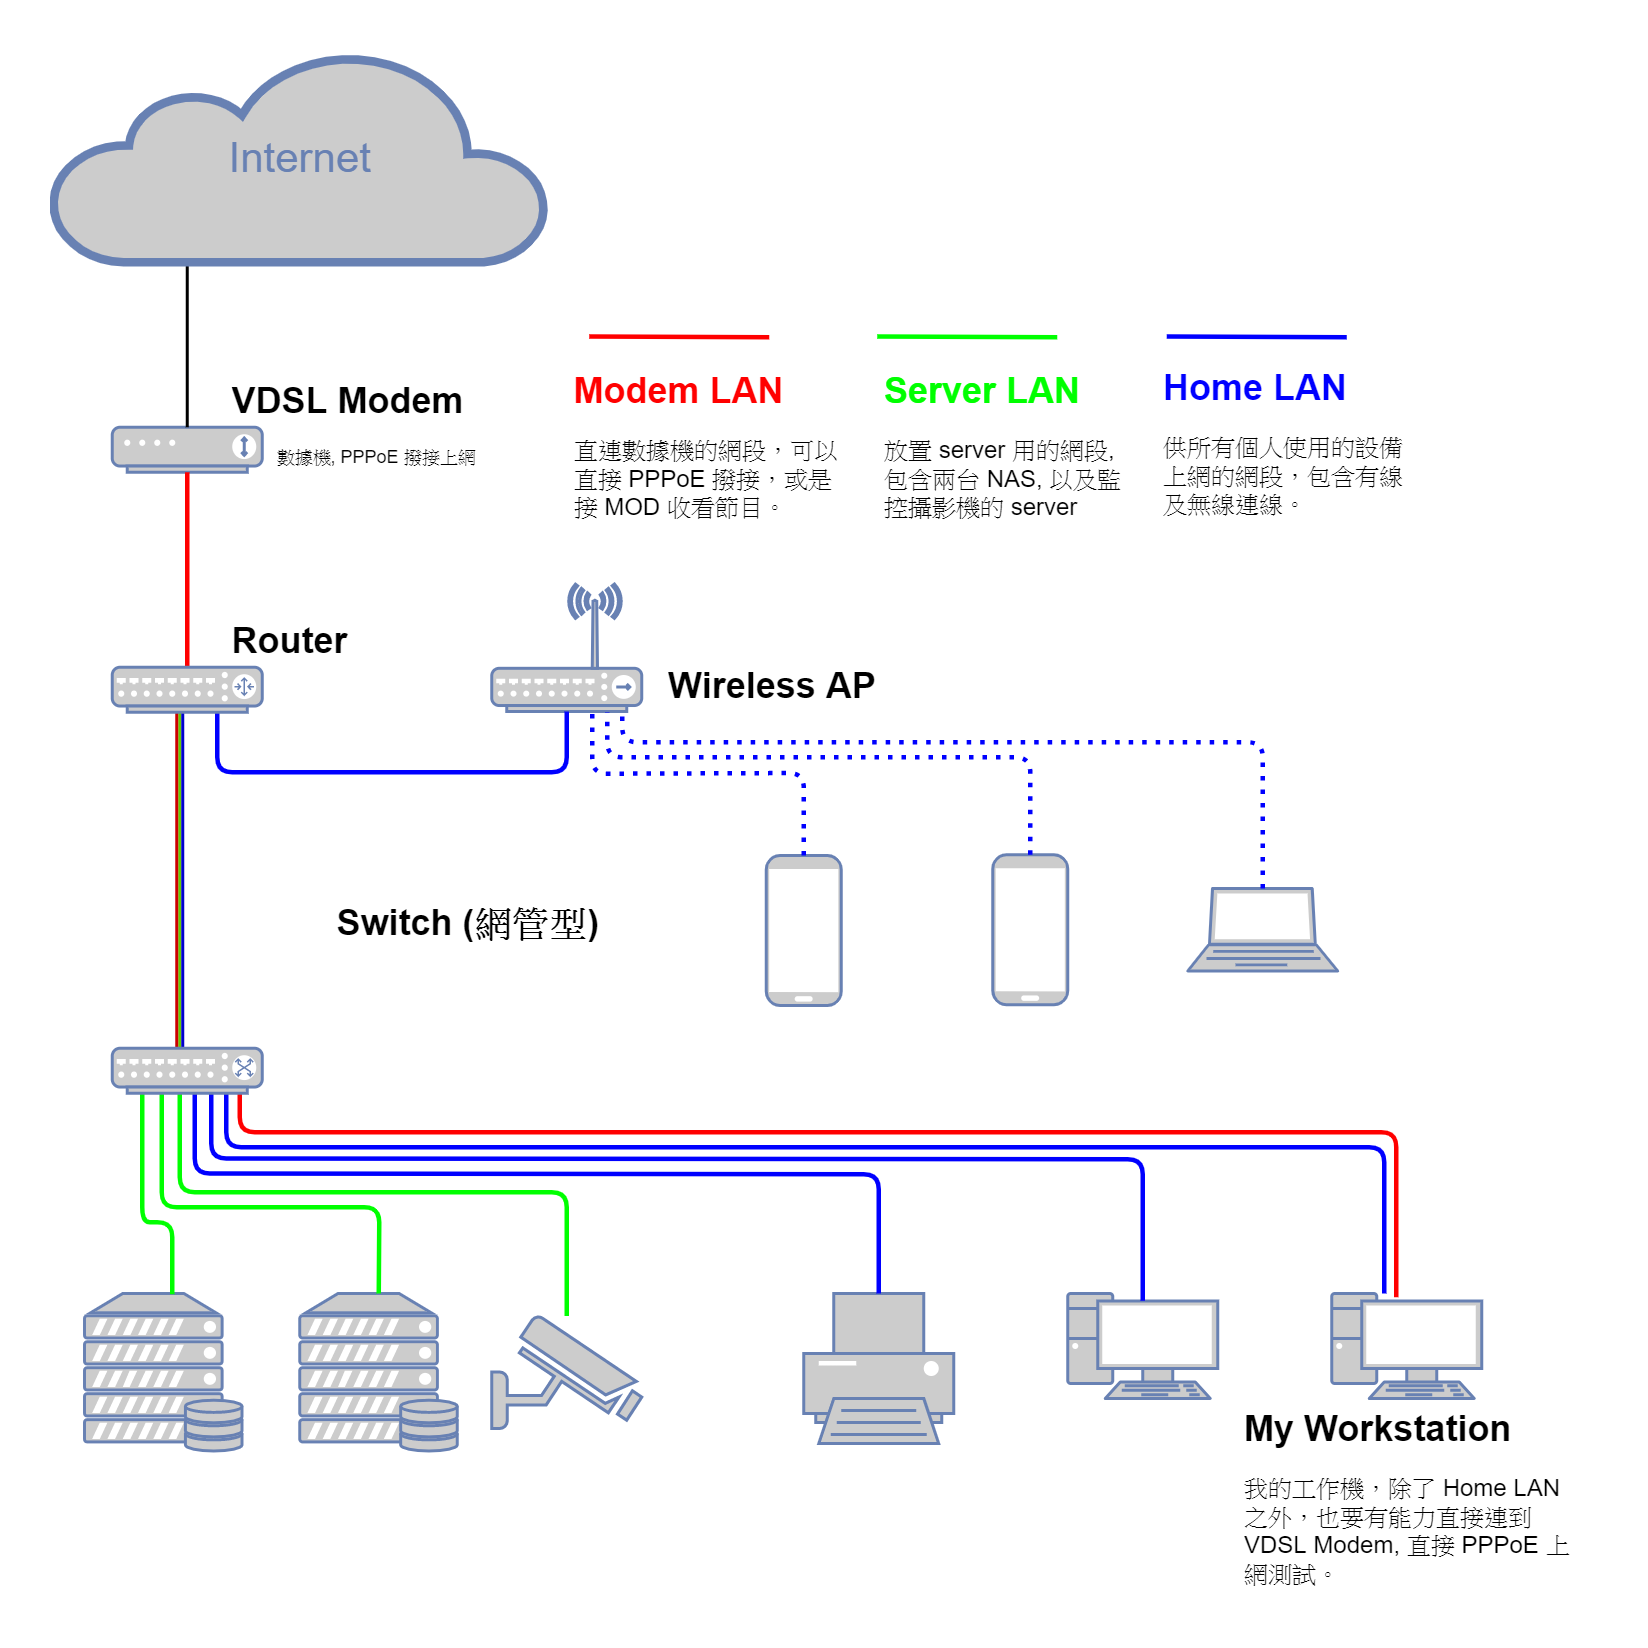 Internet
VDSL Modem
數據機, PPPoE 撥接上網
Modem LAN
直連數據機的網段，可以
直接 PPPoE 撥接，或是
接 MOD 收看節目。
Server LAN
放置 server 用的網段,
包含兩台 NAS, 以及監
控攝影機的 server
Home LAN
供所有個人使用的設備
上網的網段，包含有線
及無線連線。
Router
Wireless AP
Switch (網管型)
My Workstation
我的工作機，除了 Home LAN
之外，也要有能力直接連到
VDSL Modem, 直接 PPPoE 上
網測試。